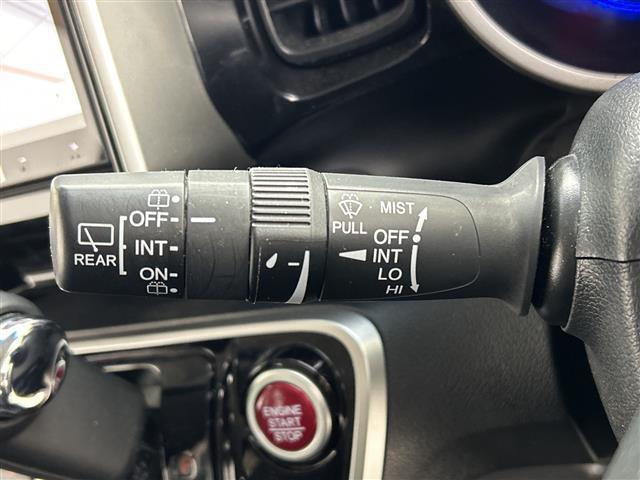 OFF
INT
ON
REAR
PULL
MIST
OFF
INT
LO
HI
ENGINE
START
STOP